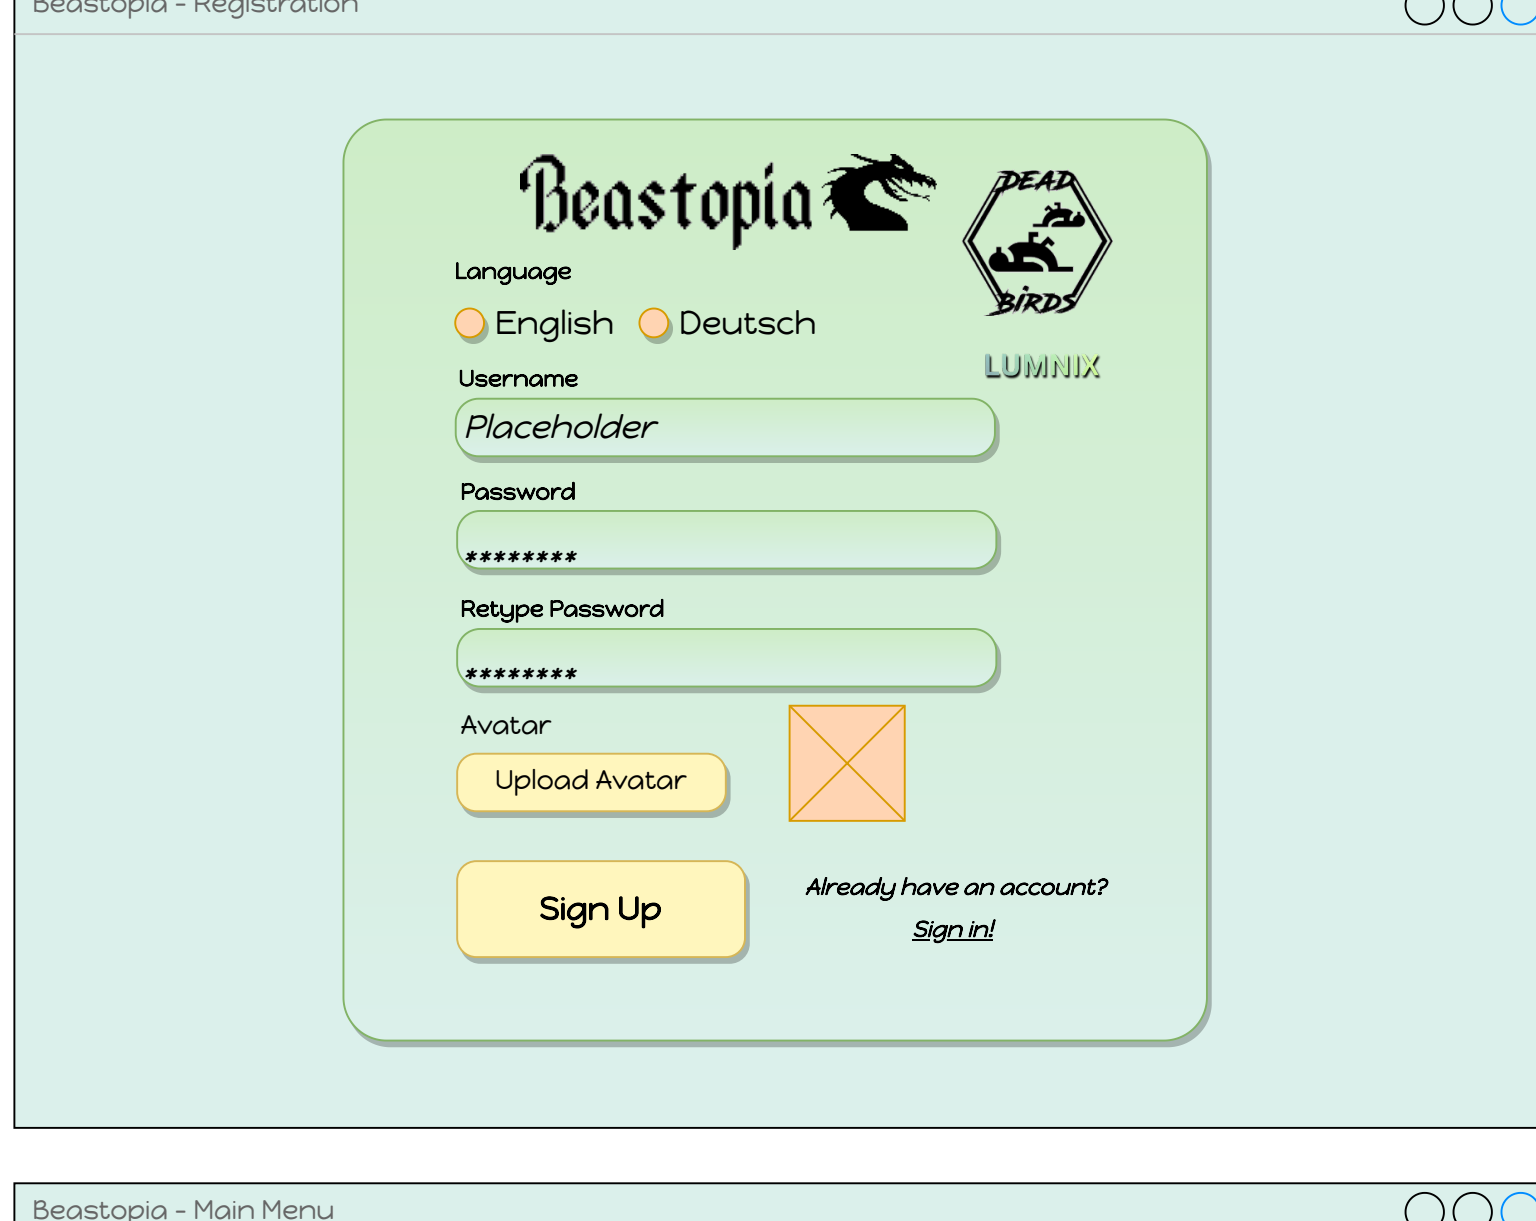 Beastopia - Registration
Beastopia
DEAD
BIRDS
Language
English Deutsch
LUMNIX
Username
Placeholder
Password
********
Retype Password
********
Avatar
Upload Avatar
Sign Up
Already have an account?
Sign in!
Beastopia - Main Menu